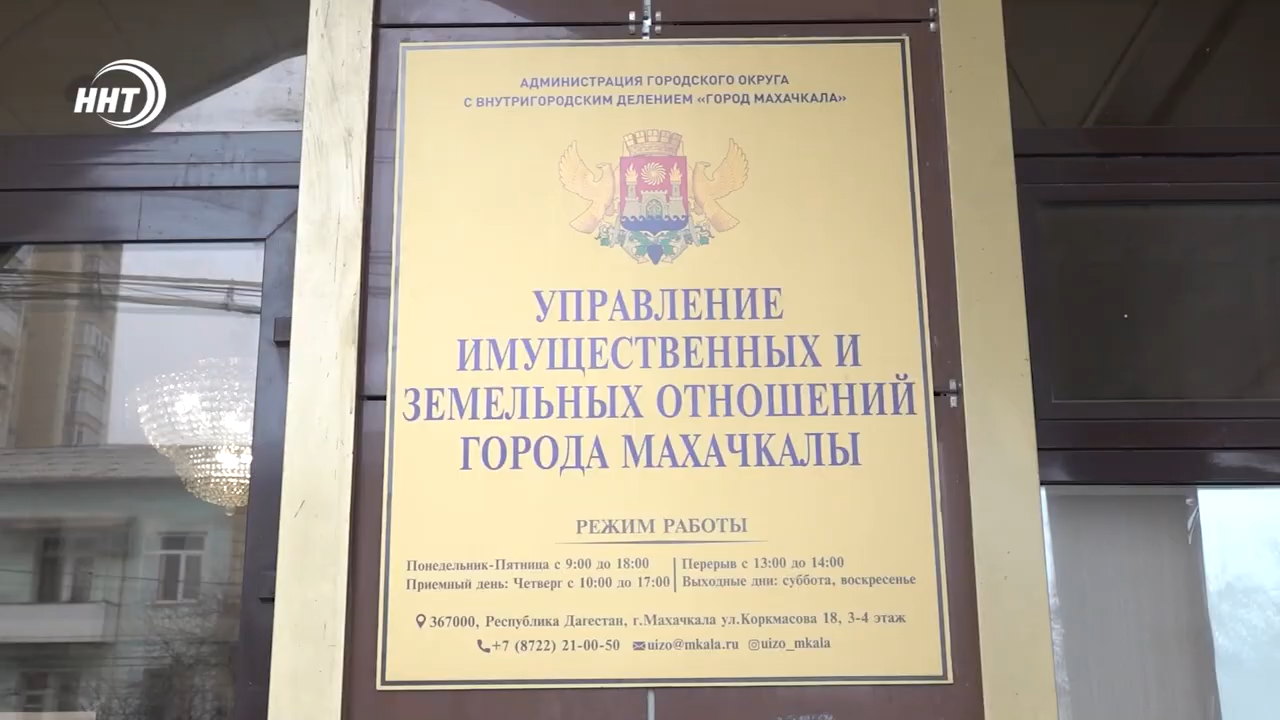 ННТ
АДМИНИСТРАЦИЯ ГОРОДСКОГО ОКРУГА
С ВНУТРИГОРОДСКИМ ДЕЛЕНИЕМ «ГОРОД МАХАЧКАЛА»
УПРАВЛЕНИЕ
ИМУЩЕСТВЕННЫХ И
ЗЕМЕЛЬНЫХ ОТНОШЕНИЙ
ГОРОДА МАХАЧКАЛЫ
РЕЖИМ РАБОТЫ
Понедельник-Пятница с 9:00 до 18:00
Приемный день: Четверг с 10:00 до 17:00
Перерыв с 13:00 до 14:00
Выходные дни: суббота, воскресенье
367000, Республика Дагестан, г.Махачкала ул.Коркмасова 18, 3-4 этаж
+7 (8722) 21-00-50 uizo@mkala.ru uizo_mkala